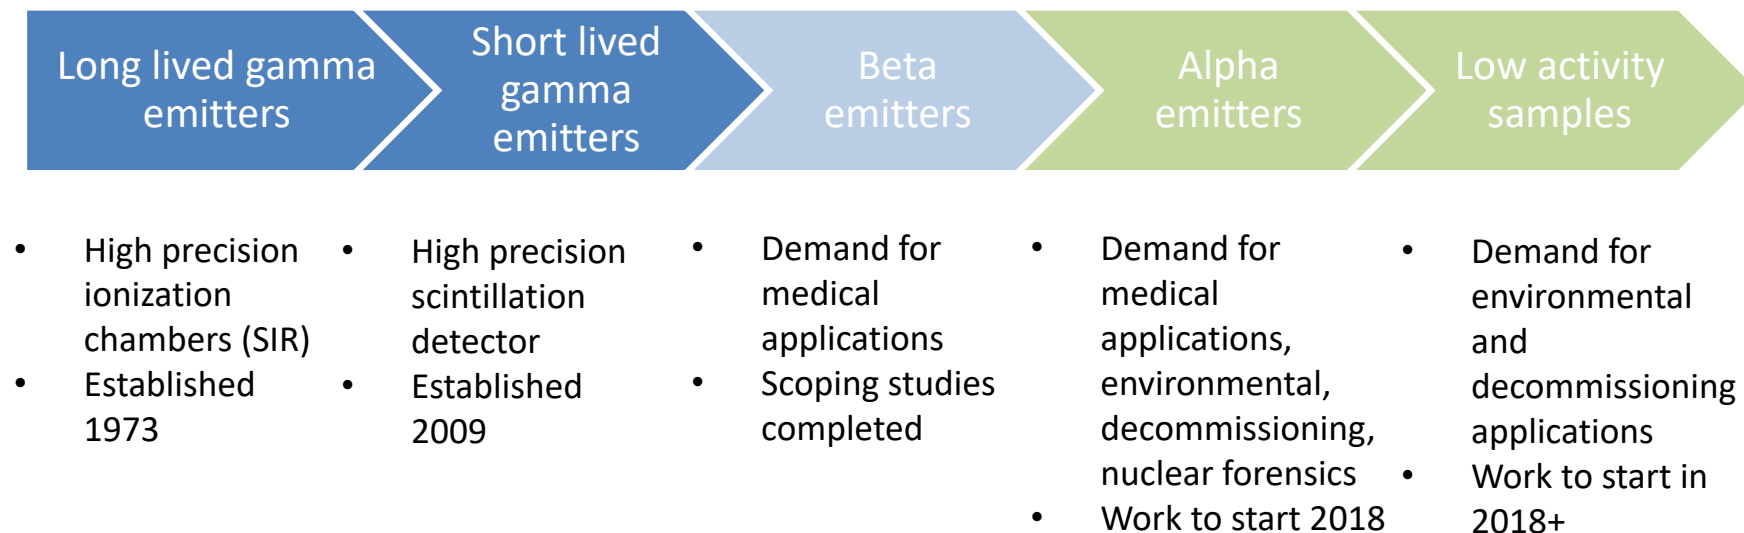 Long lived gamma
emitters
Short lived
gamma
emitters
Beta
emitters
Alpha
emitters
Low activity
samples
• High precision
ionization
chambers (SIR)
• Established
1973
• High precision
scintillation
detector
• Established
2009
• Demand for
medical
applications
• Scoping studies
completed
• Demand for
medical
applications,
environmental,
decommissioning,
nuclear forensics
• Work to start 2018
• Demand for
environmental
and
decommissioning
applications
• Work to start in
2018+